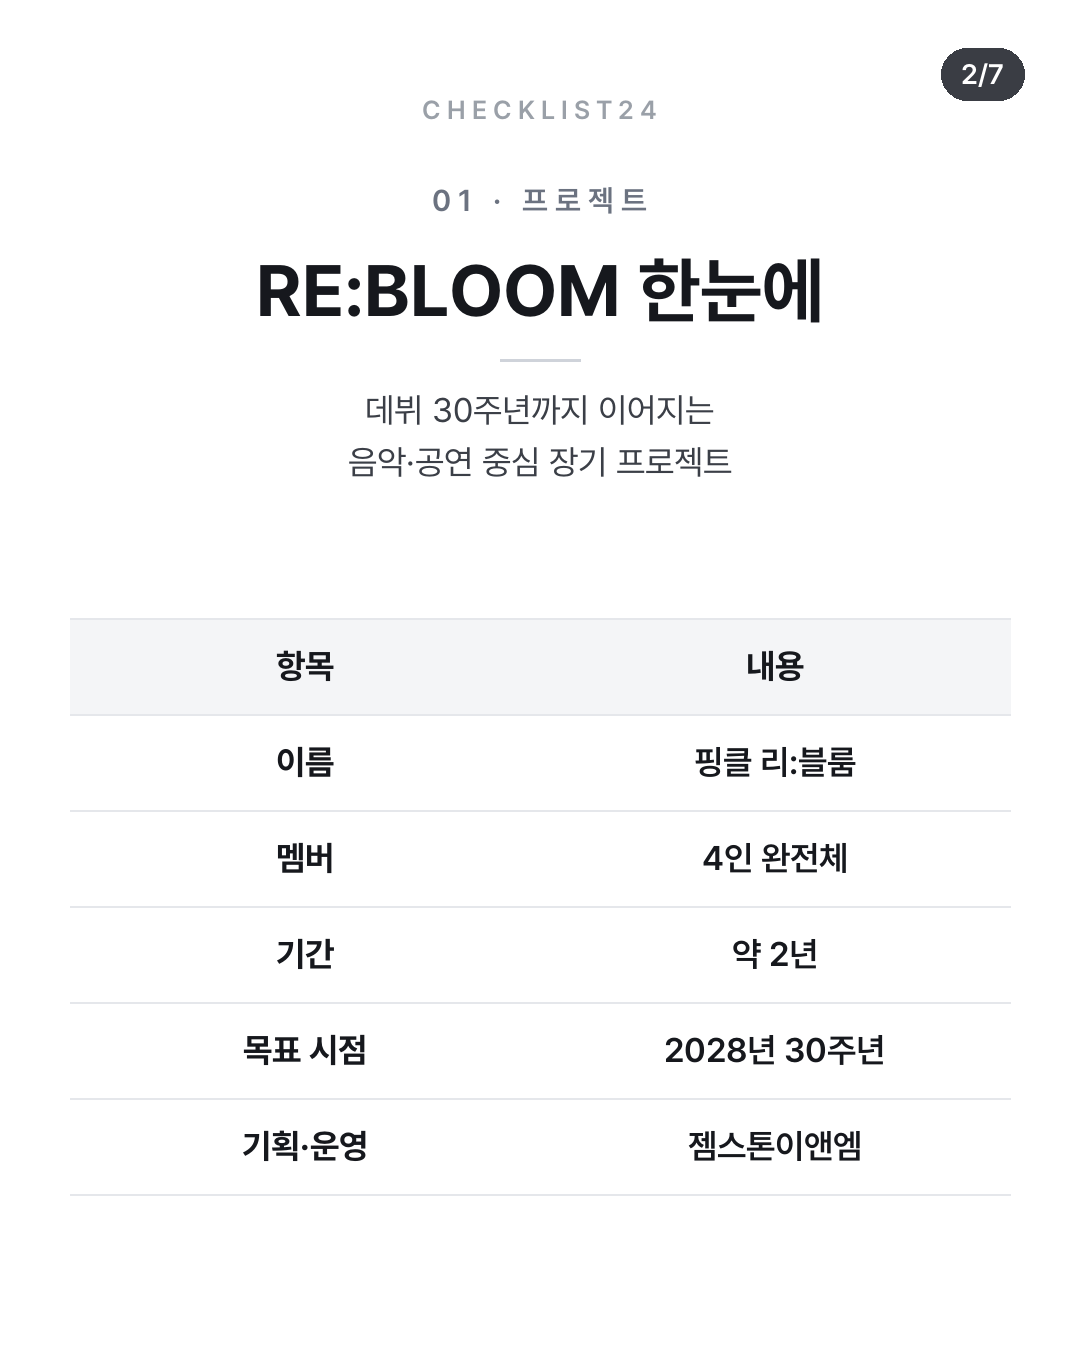 2/7
CHECKLIST24
01 · 프로젝트
RE:BLOOM 한눈에
데뷔 30주년까지 이어지는
음악·공연 중심 장기 프로젝트
항목 내용
이름 핑클 리:블룸
멤버 4인 완전체
기간 약 2년
목표 시점 2028년 30주년
기획·운영 젬스톤이앤엠